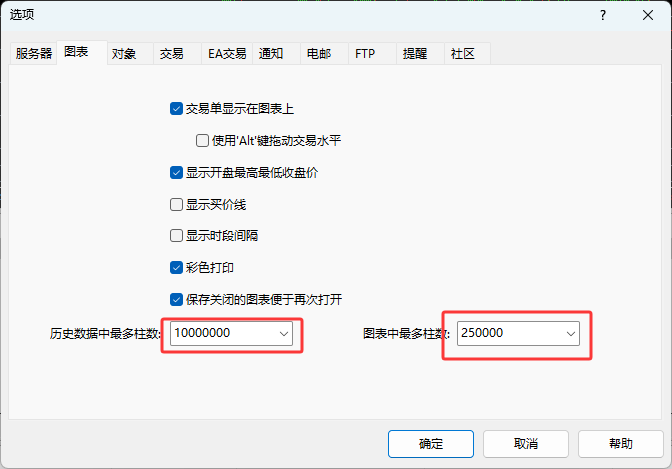 选项
服务器 图表 对象 交易 EA交易 通知 电邮 FTP 提醒 社区
交易单显示在图表上
使用'Alt'键拖动交易水平
显示开盘最高最低收盘价
显示买价线
显示时段间隔
彩色打印
保存关闭的图表便于再次打开
历史数据中最多柱数: 10000000 图表中最多柱数: 250000
确定 取消 帮助